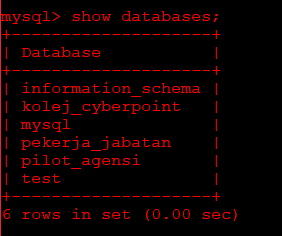 mysql> show databases;
+--------------------+
| Database           |
+--------------------+
| information_schema |
| kolej_cyberpoint   |
| mysql              |
| pekerja_jabatan    |
| pilot_agensi       |
| test               |
+--------------------+
6 rows in set (0.00 sec)